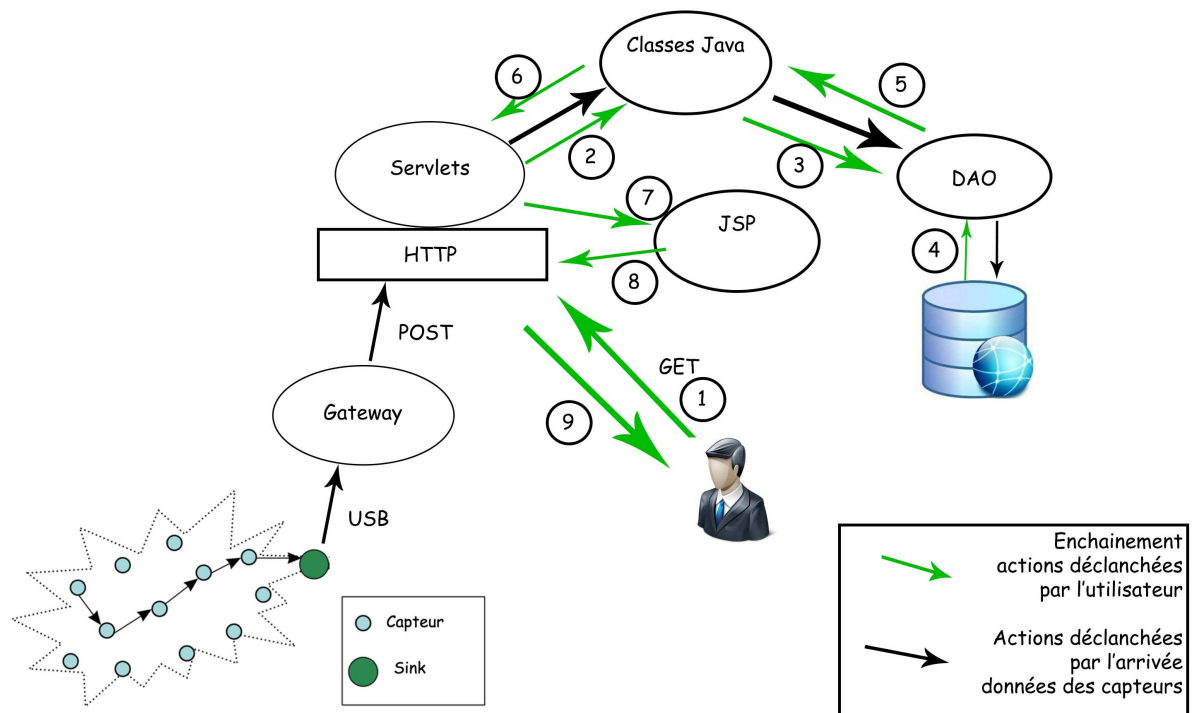 Classes Java
6
5
2
3
Servlets
DAO
7
JSP
HTTP
4
8
POST
GET
1
Gateway
9
USB
Capteur
Sink
Enchainement
actions déclanchées
par l'utilisateur
Actions déclanchées
par l'arrivée
données des capteurs